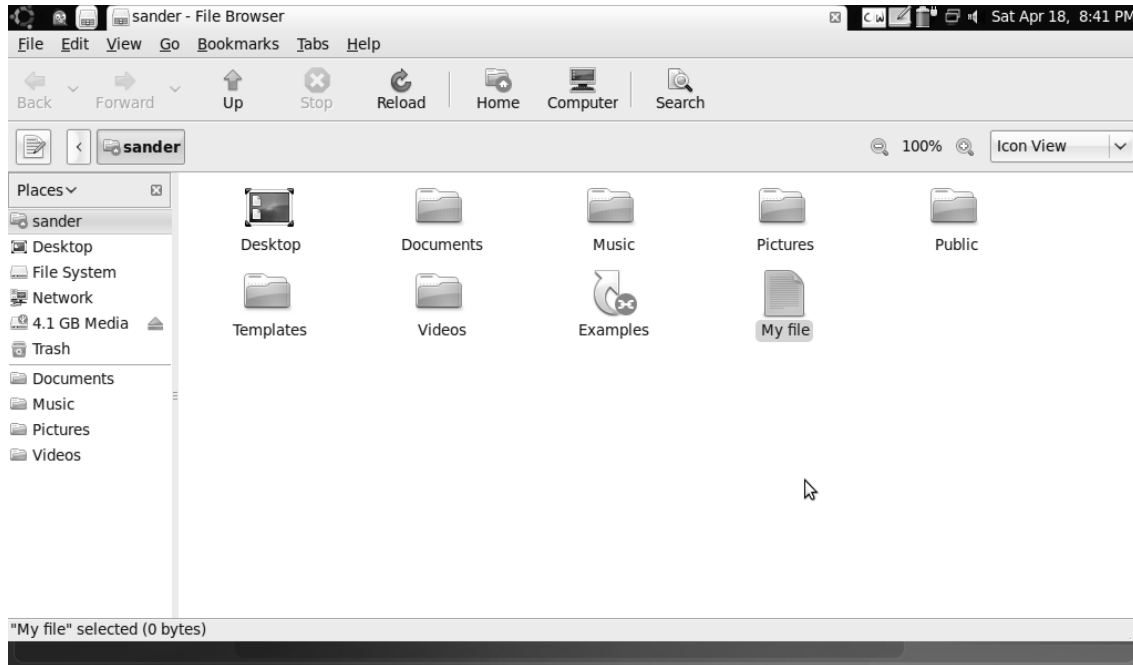 sander - File Browser
C W Sat Apr 18, 8:41 PM
File Edit View Go Bookmarks Tabs Help
Back Forward Up Stop Reload Home Computer Search
sander 100% Icon View
Places
sander
Desktop
File System
Network
4.1 GB Media
Trash
Documents
Music
Pictures
Videos
Desktop Documents Music Pictures Public
Templates Videos Examples My file
"My file" selected (0 bytes)